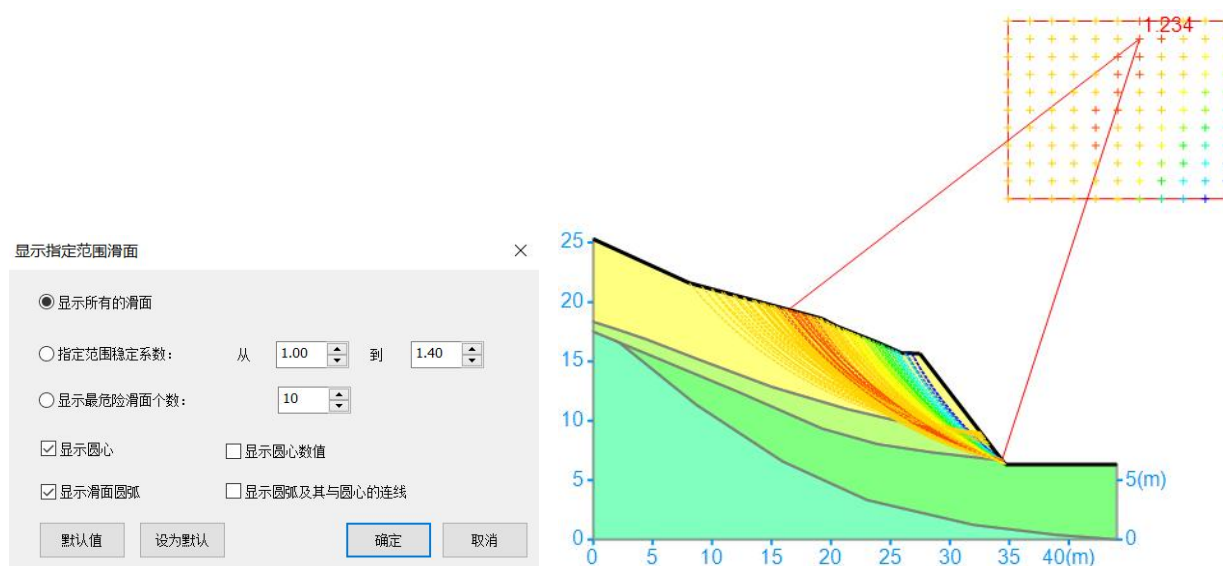 显示指定范围滑面
显示所有的滑面
指定范围稳定系数： 从 1.00 到 1.40
显示最危险滑面个数： 10
显示圆心 显示圆心数值
显示滑面圆弧 显示圆弧及其与圆心的连线
默认值 设为默认 确定 取消
1.234
25
20
15
10
5 5(m)
0 0
0 5 10 15 20 25 30 35 40(m)